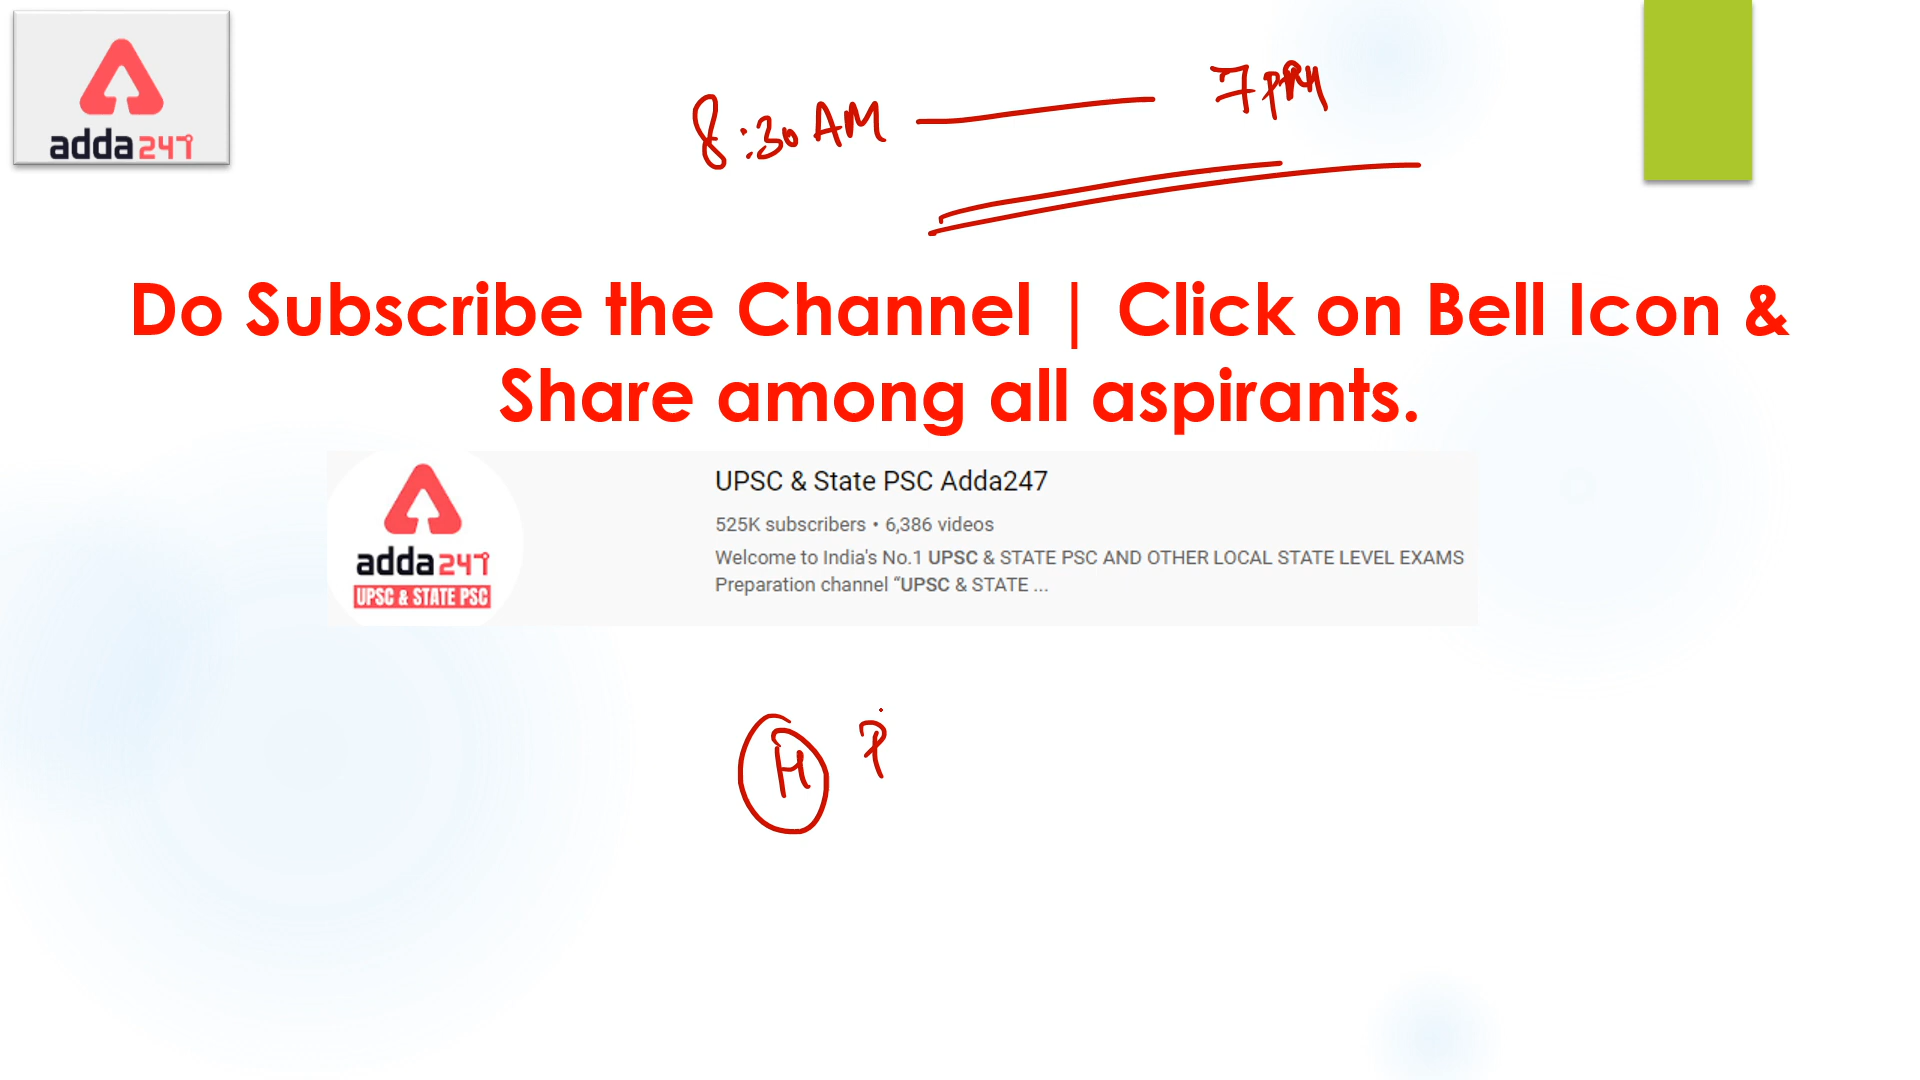 adda247
8:30 AM — 7 PM
Do Subscribe the Channel | Click on Bell Icon &
Share among all aspirants.
adda247
UPSC & STATE PSC
UPSC & State PSC Adda247
525K subscribers • 6,386 videos
Welcome to India's No.1 UPSC & STATE PSC AND OTHER LOCAL STATE LEVEL EXAMS
Preparation channel “UPSC & STATE ...